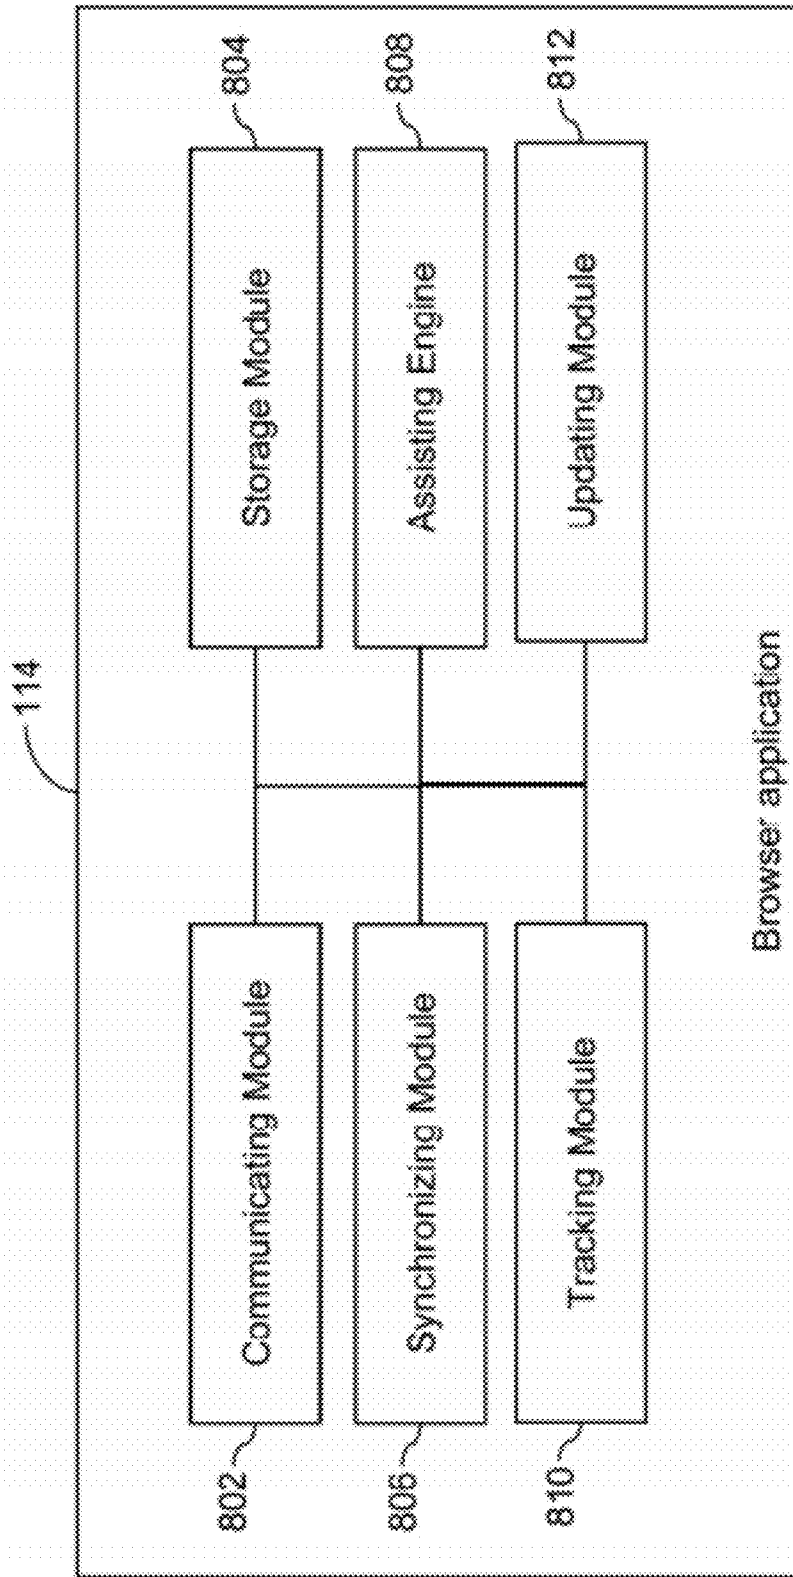 114
802
Communicating Module
Storage Module
804
806
Synchronizing Module
Assisting Engine
808
810
Tracking Module
Updating Module
812
Browser application